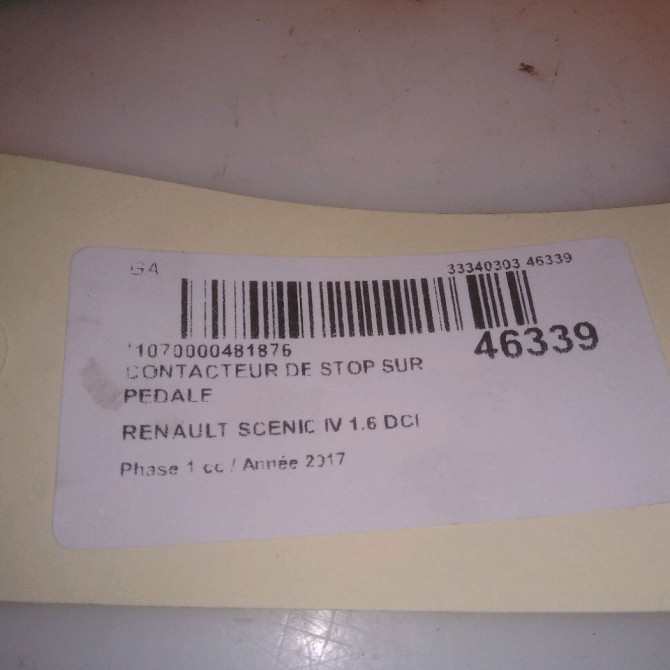 GA
33340303 46339
*1070000481876
46339
CONTACTEUR DE STOP SUR
PEDALE
RENAULT SCENIC IV 1.6 DCI
Phase 1 cc / Année 2017